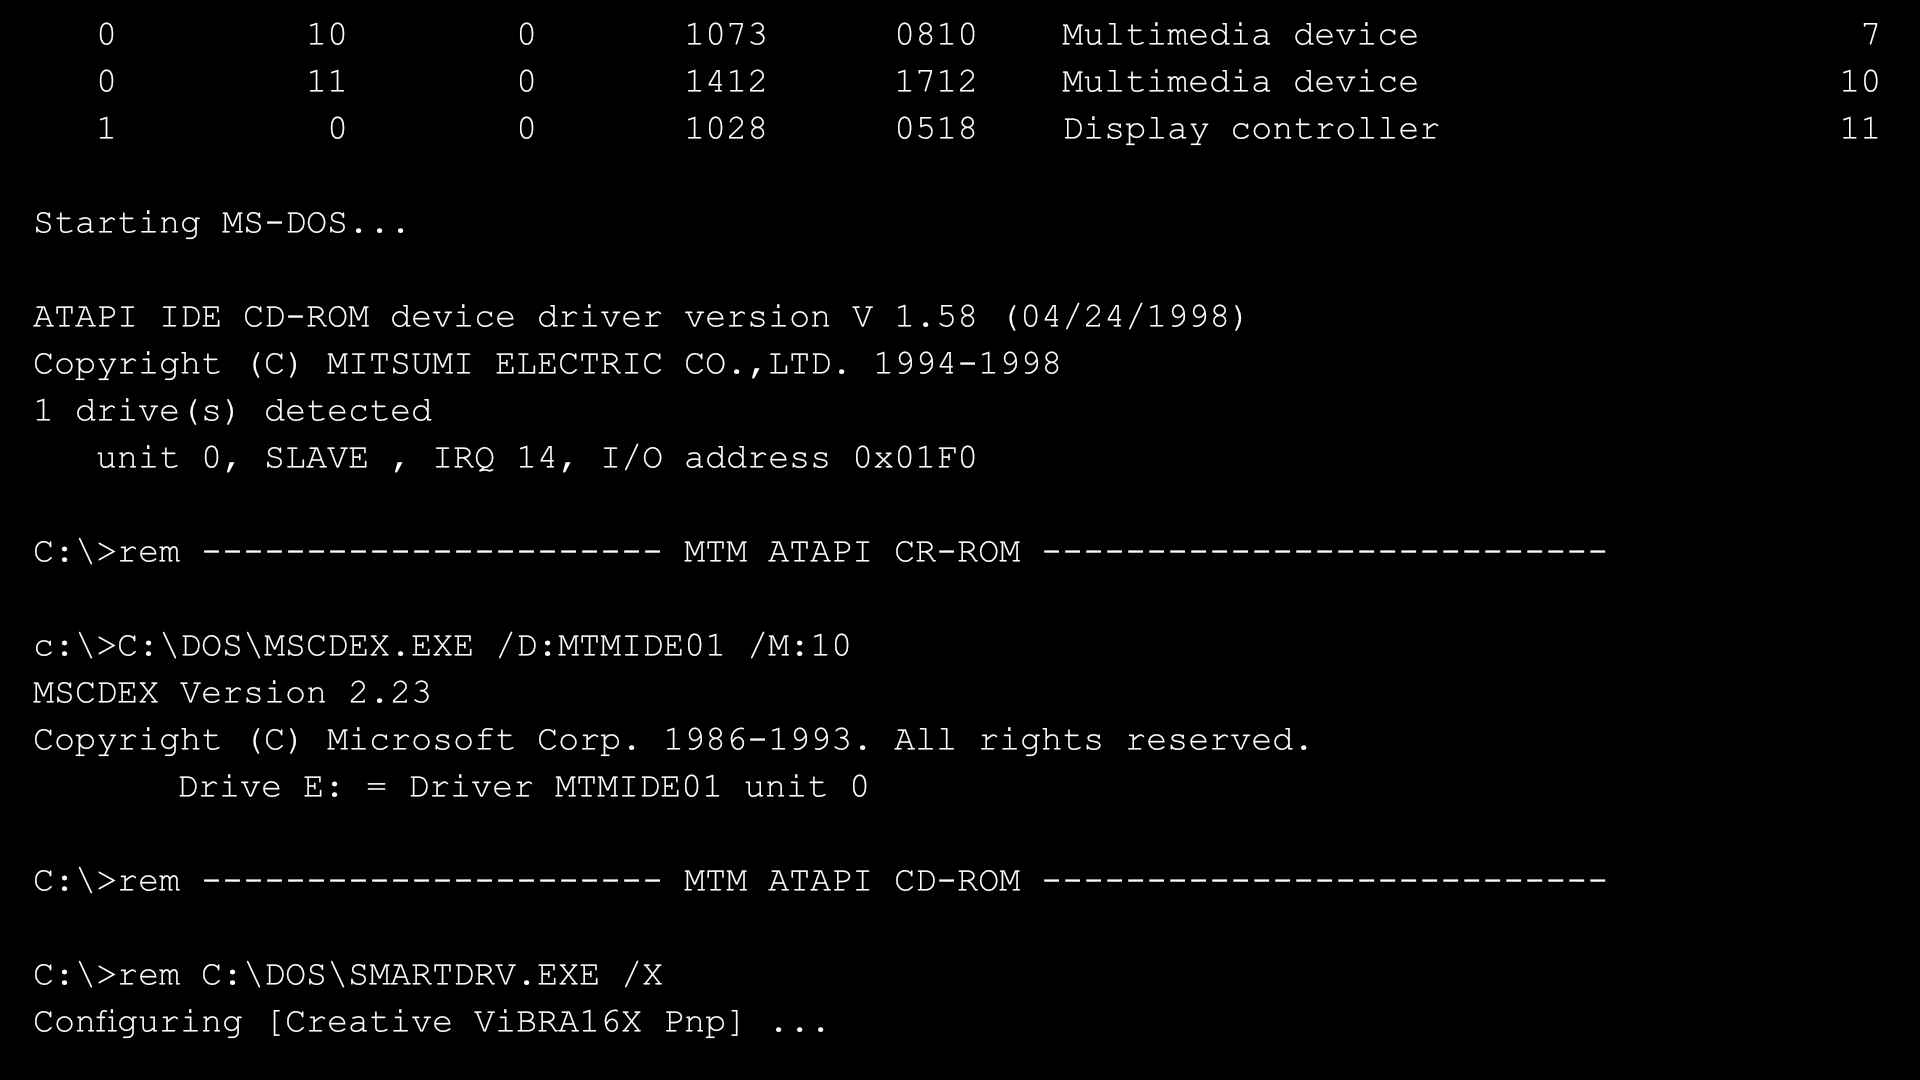 0 10 0 1073 0810 Multimedia device 7
0 11 0 1412 1712 Multimedia device 10
1 0 0 1028 0518 Display controller 11
Starting MS-DOS...
ATAPI IDE CD-ROM device driver version V 1.58 (04/24/1998)
Copyright (C) MITSUMI ELECTRIC CO.,LTD. 1994-1998
1 drive(s) detected
unit 0, SLAVE , IRQ 14, I/O address 0x01F0
C:\>rem ---------------------- MTM ATAPI CR-ROM ---------------------------
c:\>C:\DOS\MSCDEX.EXE /D:MTMIDE01 /M:10
MSCDEX Version 2.23
Copyright (C) Microsoft Corp. 1986-1993. All rights reserved.
Drive E: = Driver MTMIDE01 unit 0
C:\>rem ---------------------- MTM ATAPI CD-ROM ---------------------------
C:\>rem C:\DOS\SMARTDRV.EXE /X
Configuring [Creative ViBRA16X Pnp] ...